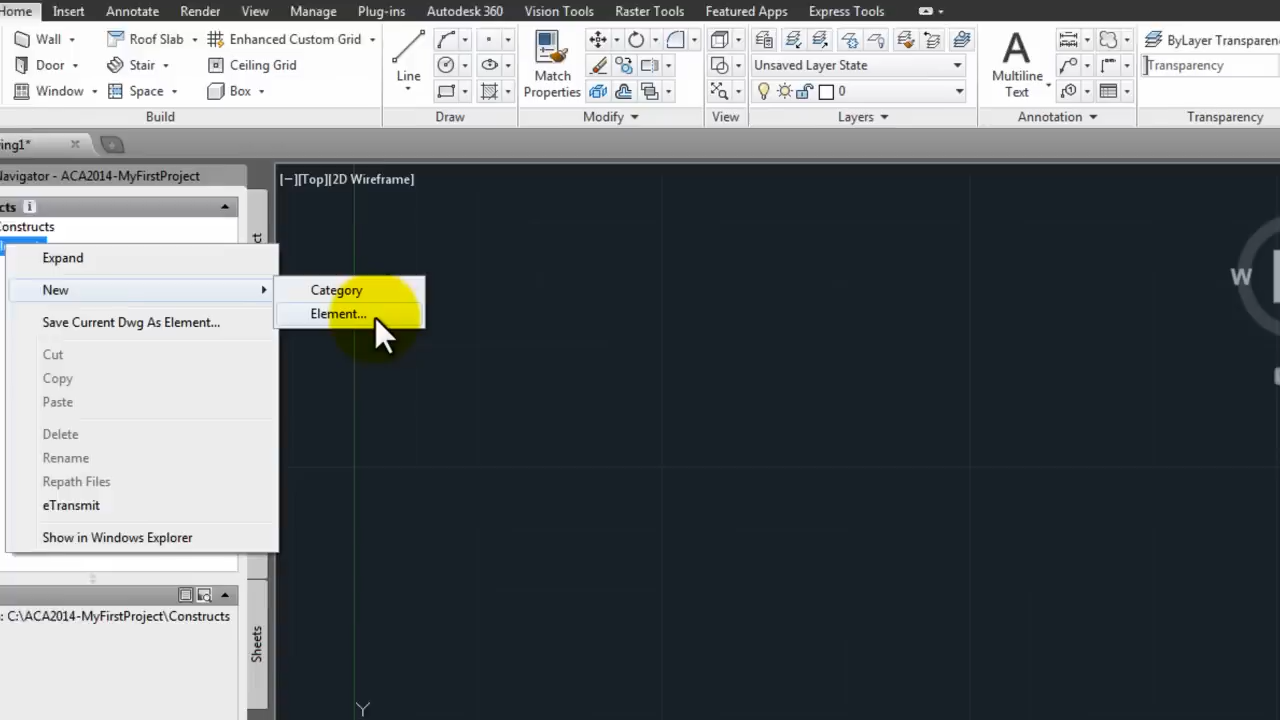 Home Insert Annotate Render View Manage Plug-ins Autodesk 360 Vision Tools Raster Tools Featured Apps Express Tools
Wall Roof Slab Enhanced Custom Grid
Door Stair Ceiling Grid
Window Space Box
Build
Line
Draw
Match
Properties
Modify
View
Unsaved Layer State
0
Layers
Multiline
Text
Annotation
ByLayer Transparen
Transparency
Transparency
ing1*
avigator - ACA2014-MyFirstProject
cts
Constructs
Expand
New
Save Current Dwg As Element...
Cut
Copy
Paste
Delete
Rename
Repath Files
eTransmit
Show in Windows Explorer
Category
Element...
[−][Top][2D Wireframe]
W
Y
: C:\ACA2014-MyFirstProject\Constructs
Sheets